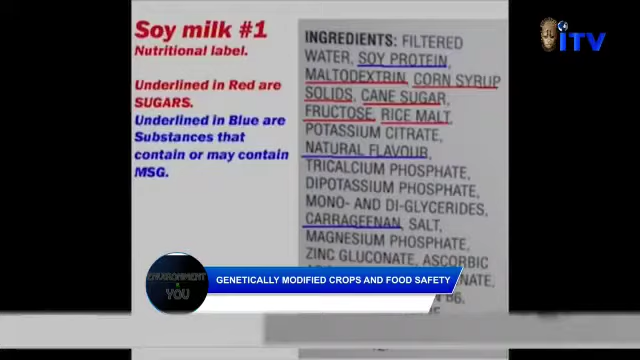 Soy milk #1
Nutritional label.
Underlined in Red are
SUGARS.
Underlined in Blue are
Substances that
contain or may contain
MSG.
INGREDIENTS: FILTERED
WATER, SOY PROTEIN,
MALTODEXTRIN, CORN SYRUP
SOLIDS, CANE SUGAR,
FRUCTOSE, RICE MALT,
POTASSIUM CITRATE,
NATURAL FLAVOUR,
TRICALCIUM PHOSPHATE,
DIPOTASSIUM PHOSPHATE,
MONO- AND DI-GLYCERIDES,
CARRAGEENAN, SALT,
MAGNESIUM PHOSPHATE,
ZINC GLUCONATE, ASCORBIC
B6,
iTV
ENVIRONMENT
& YOU
GENETICALLY MODIFIED CROPS AND FOOD SAFETY